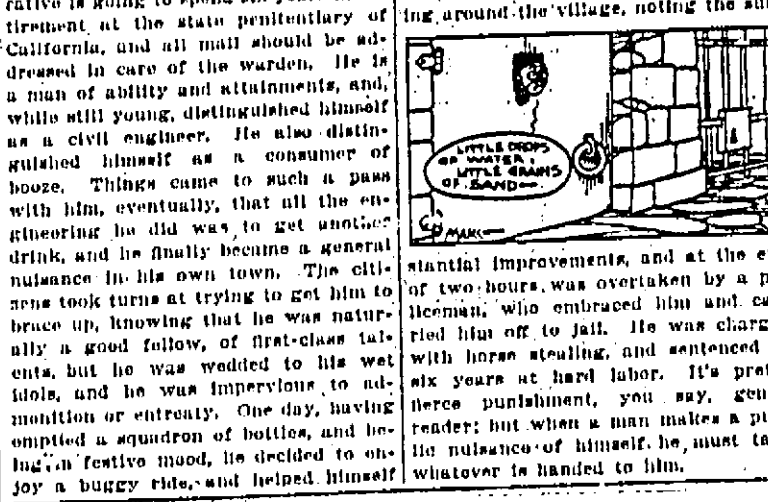 rative is going to spend
tirement at the state penitentiary of
California, and all mail should be ad-
dressed in care of the warden. He is
a man of ability and attainments, and,
while still young, distinguished himself
as a civil engineer. He also distin-
guished himself as a consumer of
booze. Things came to such a pass
with him, eventually, that all the en-
gineering he did was to get another
drink, and he finally became a general
nuisance in his own town. The citi-
zens took turns at trying to get him to
brace up, knowing that he was natur-
ally a good fellow, of first-class tal-
ents, but he was wedded to his wet
idols, and he was impervious to ad-
monition or entreaty. One day, having
emptied a squadron of bottles, and be-
ing in festive mood, he decided to en-
joy a buggy ride, and helped himself
ing around the village, noting the
LITTLE DROPS
OF WATER,
LITTLE GRAINS
OF SAND—
stantial improvements, and at the e
of two hours, was overtaken by a p
liceman, who embraced him and ca
ried him off to jail. He was charg
with horse stealing, and sentenced
six years at hard labor. It's pret
fierce punishment, you say, gen
reader; but when a man makes a pu
lic nuisance of himself, he must ta
whatever is handed to him.